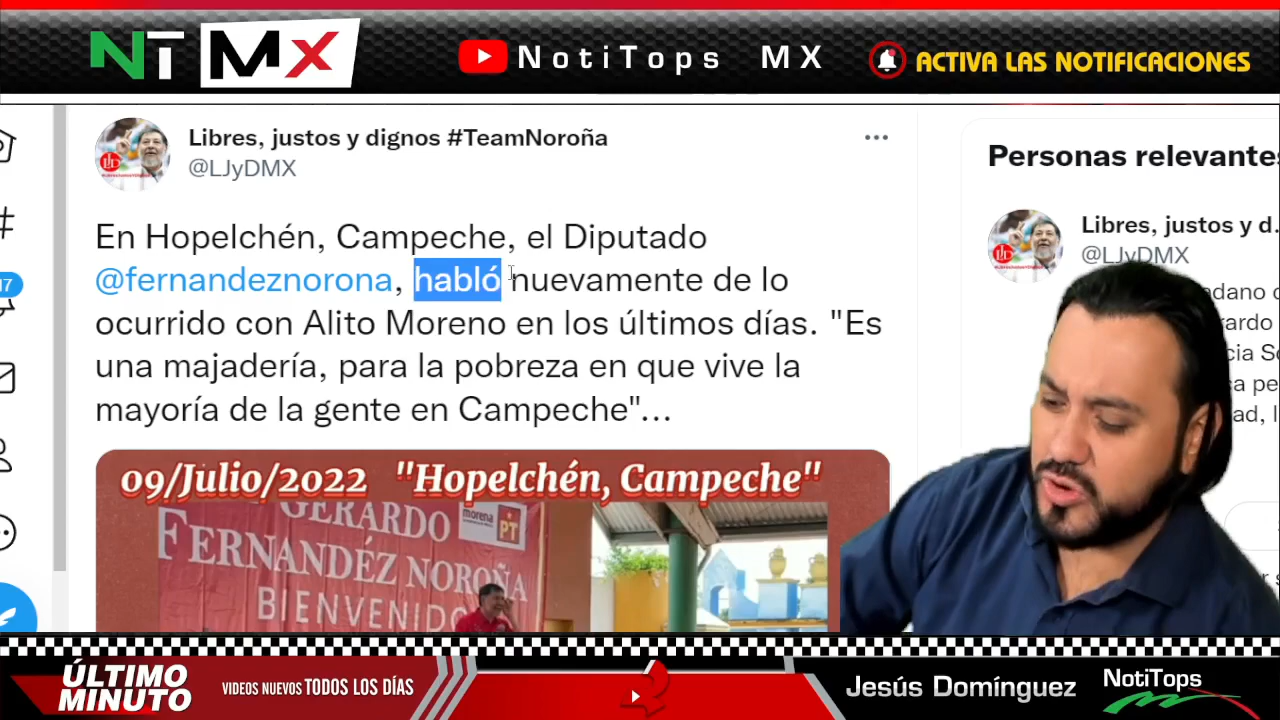 NTMX
NotiTops MX
ACTIVA LAS NOTIFICACIONES
Libres, justos y dignos #TeamNoroña
@LJyDMX
En Hopelchén, Campeche, el Diputado
@fernandeznorona, habló nuevamente de lo
ocurrido con Alito Moreno en los últimos días. "Es
una majadería, para la pobreza en que vive la
mayoría de la gente en Campeche"...
09/Julio/2022 "Hopelchén, Campeche"
GERARDO
FERNANDÉZ NOROÑA
BIENVENIDO
morena
PT
Personas relevantes
Libres, justos y d...
@LJyDMX
ÚLTIMO
MINUTO
VIDEOS NUEVOS TODOS LOS DÍAS
Jesús Domínguez
NotiTops